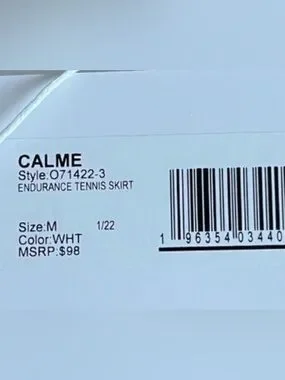 CALME
Style:O71422-3
ENDURANCE TENNIS SKIRT
Size:M 1/22
Color:WHT
MSRP:$98
1 96354 03440